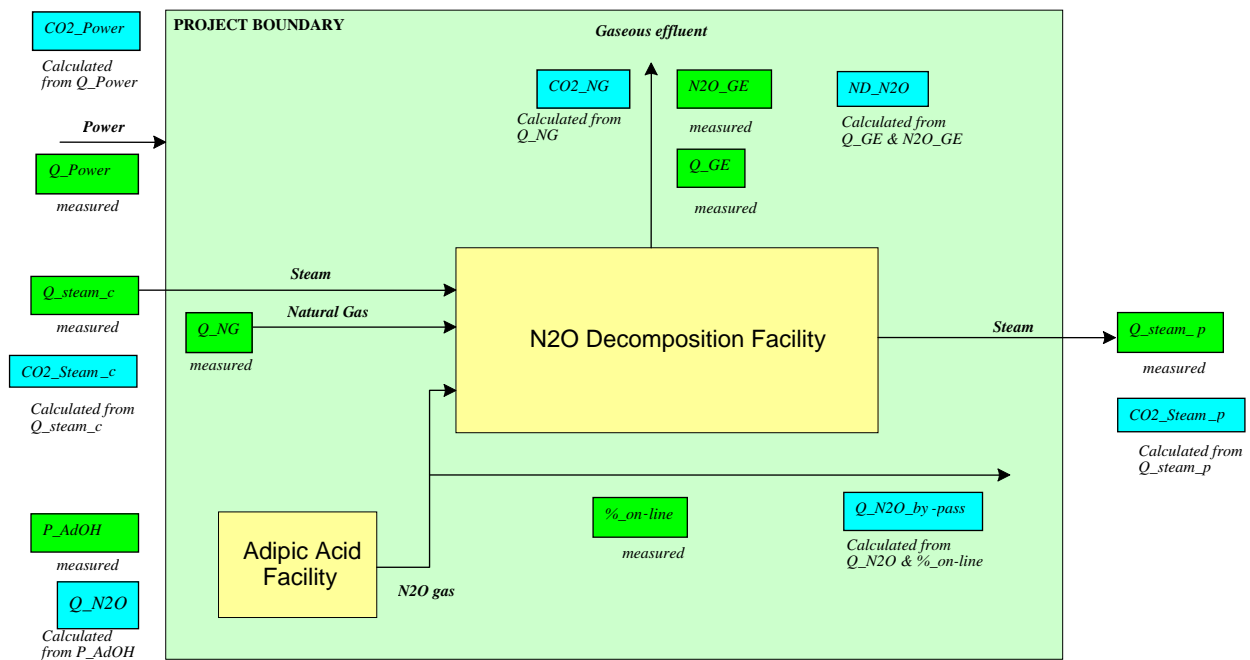 CO2_Power
Calculated
from Q_Power
PROJECT BOUNDARY
Gaseous effluent
CO2_NG
Calculated from
Q_NG
N2O_GE
measured
ND_N2O
Calculated from
Q_GE & N2O_GE
Power
Q_Power
measured
Q_GE
measured
Q_steam_c
measured
Steam
Q_NG
measured
Natural Gas
N2O Decomposition Facility
Steam
Q_steam_p
measured
CO2_Steam_c
Calculated from
Q_steam_c
CO2_Steam_p
Calculated from
Q_steam_p
P_AdOH
measured
Q_N2O
Calculated
from P_AdOH
Adipic Acid
Facility
N2O gas
%_on-line
measured
Q_N2O_by-pass
Calculated from
Q_N2O & %_on-line